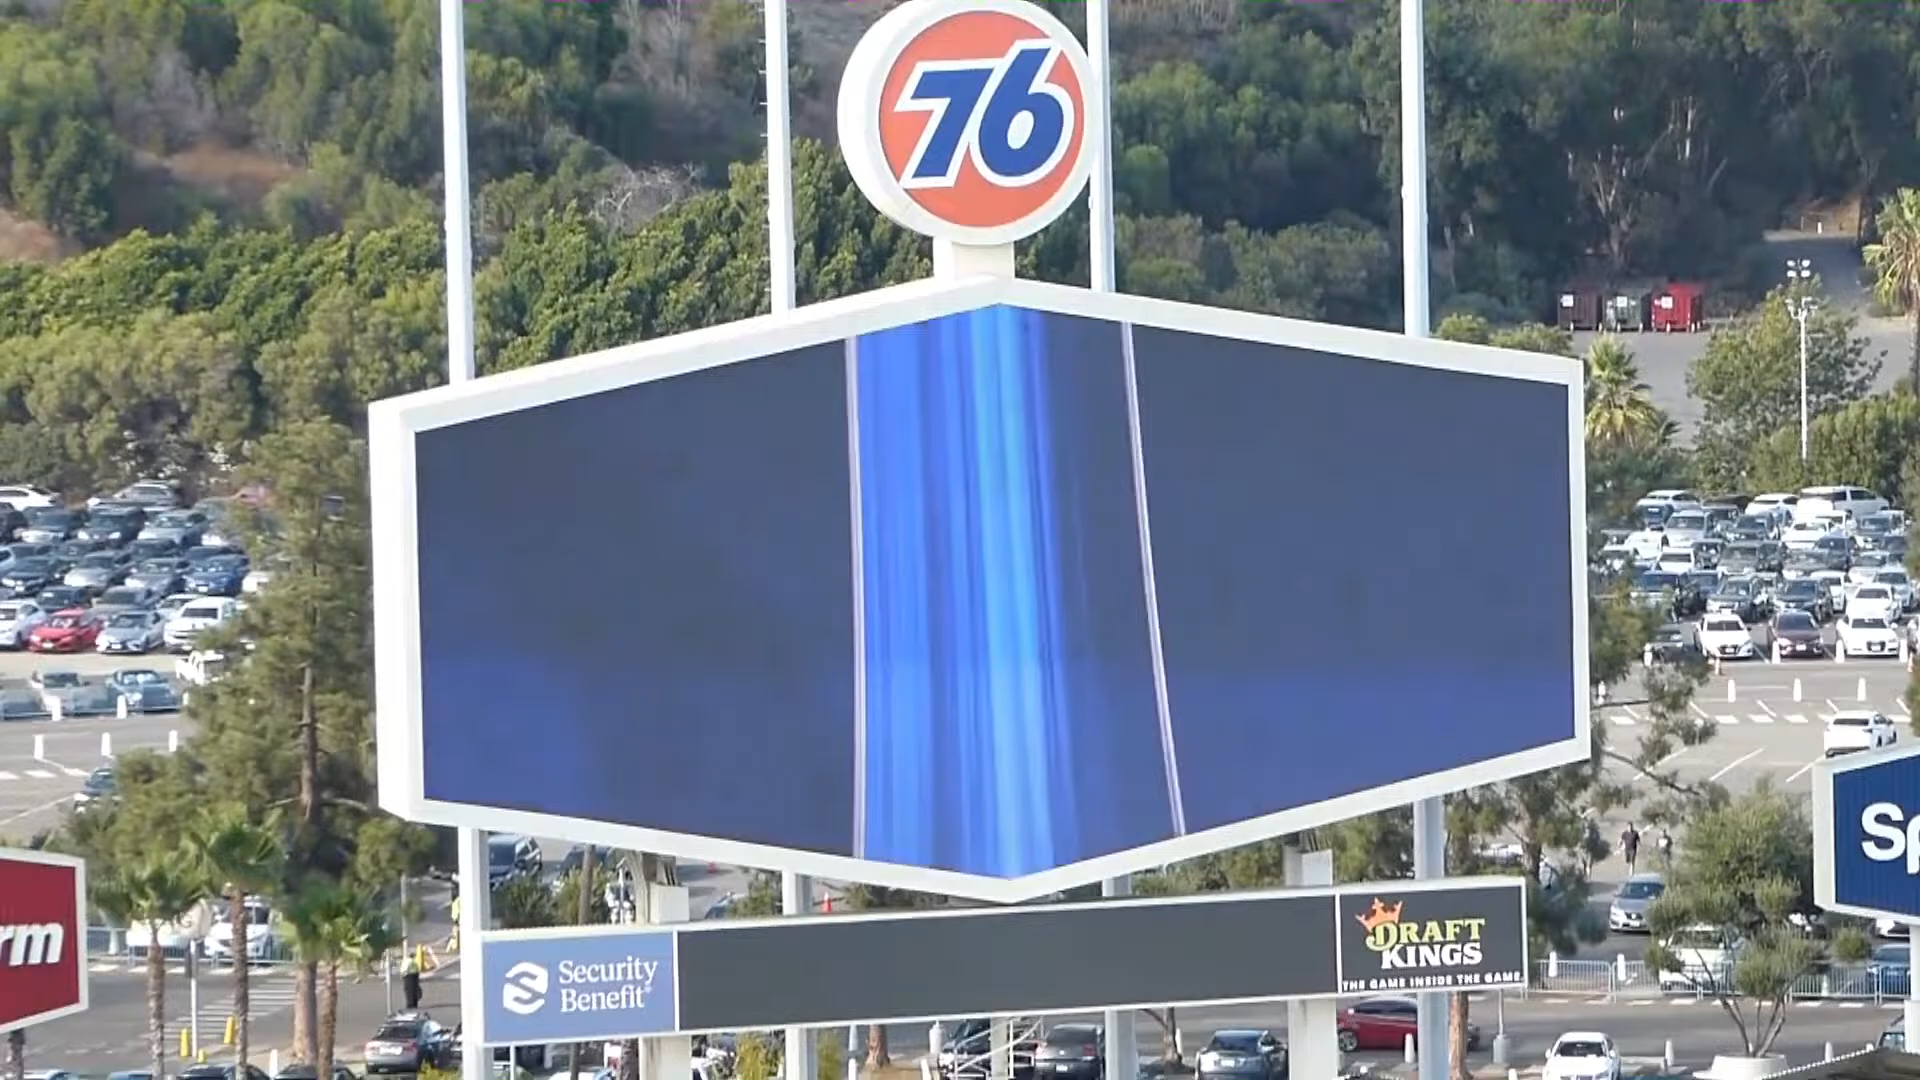 76
Security
Benefit®
DRAFT
KINGS
THE GAME INSIDE THE GAME
rm
Sp